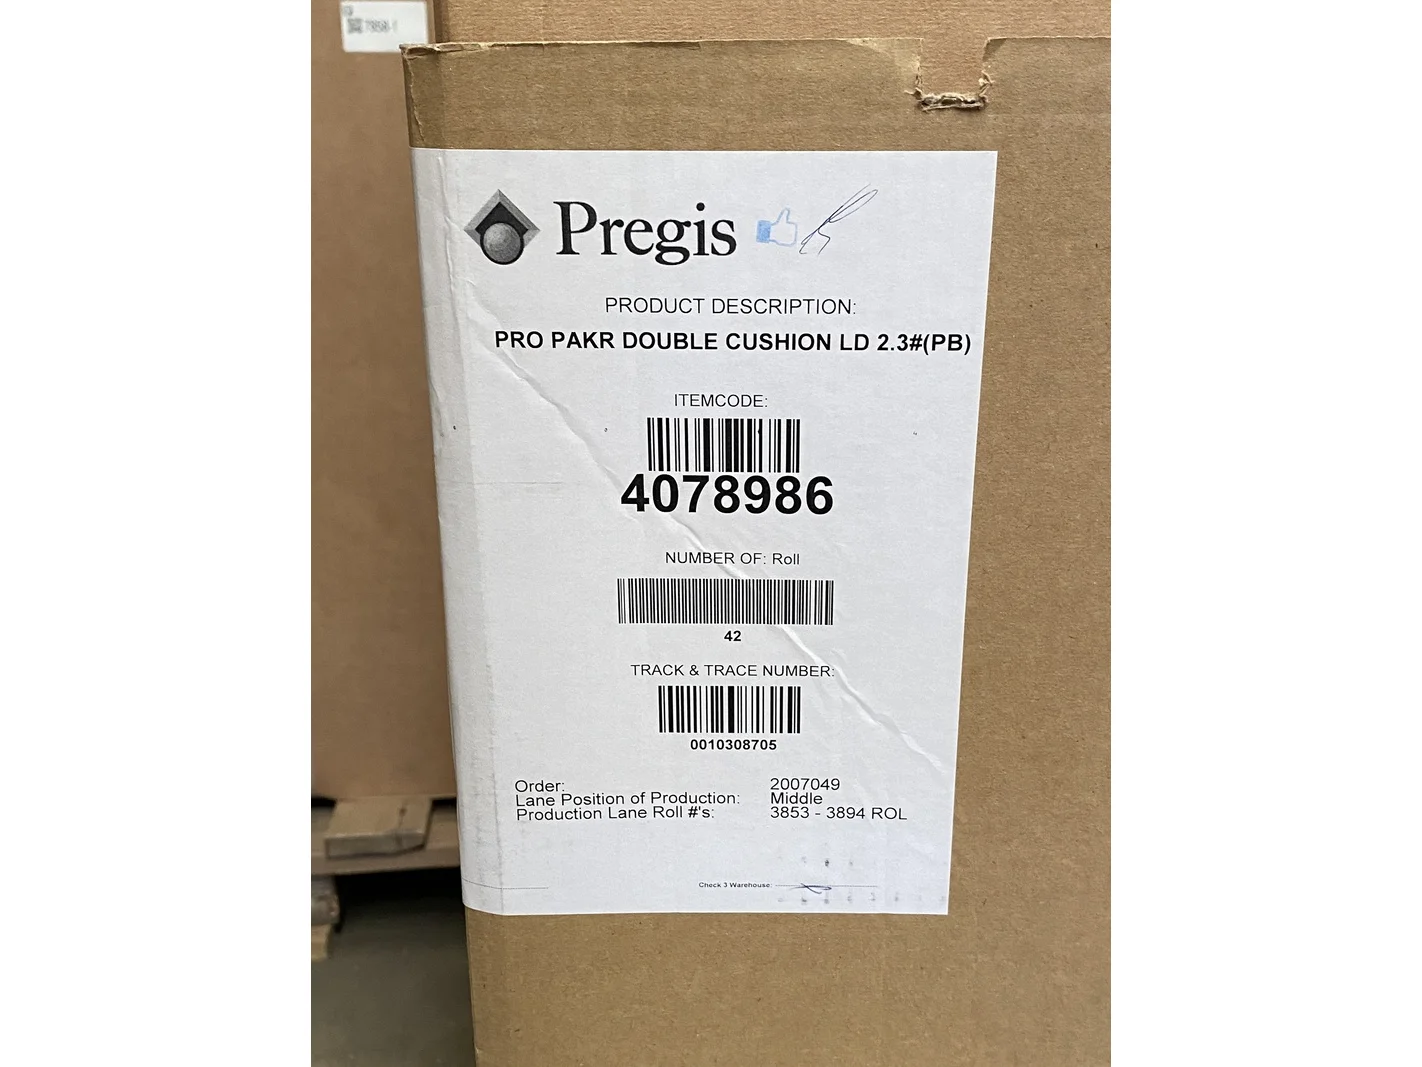 Pregis
PRODUCT DESCRIPTION:
PRO PAKR DOUBLE CUSHION LD 2.3#(PB)
ITEMCODE:
4078986
NUMBER OF: Roll
42
TRACK & TRACE NUMBER:
0010308705
Order: 2007049
Lane Position of Production: Middle
Production Lane Roll #'s: 3853 - 3894 ROL
Check 3 Warehouse: